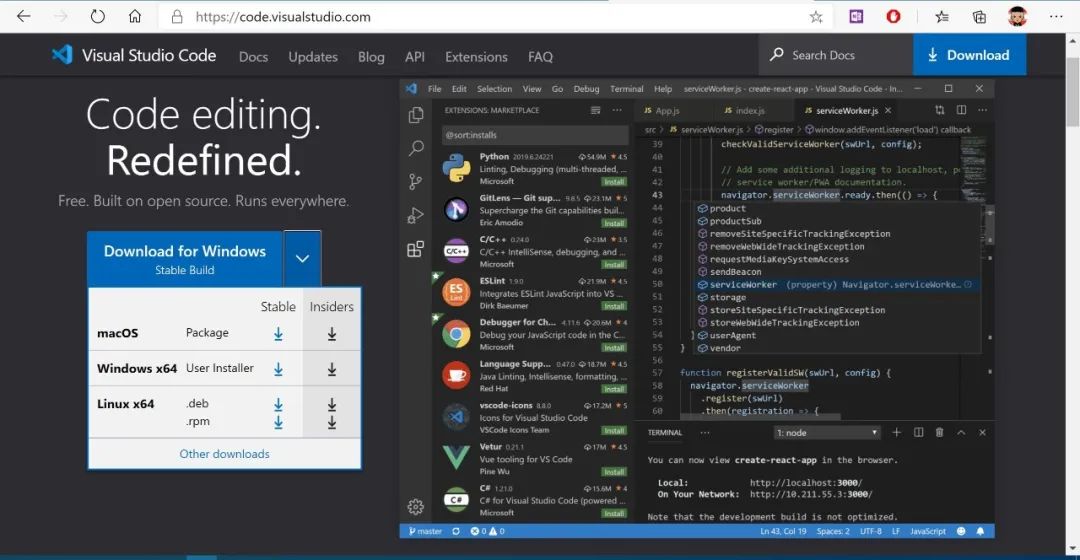 https://code.visualstudio.com
Visual Studio Code
Docs
Updates
Blog
API
Extensions
FAQ
Search Docs
Download
Code editing.
Redefined.
Free. Built on open source. Runs everywhere.
Download for Windows
Stable Build
Stable Insiders
macOS Package
Windows x64 User Installer
Linux x64 .deb
.rpm
Other downloads
File Edit Selection View Go Debug Terminal Help serviceWorker.js - create-react-app - Visual Studio Code - In...
EXTENSIONS: MARKETPLACE
@sort:installs
Python 2019.6.24221 54.9M 4.5
Linting, Debugging (multi-threaded, ...
Microsoft Install
GitLens — Git sup... 9.8.5 23.1M 5
Supercharge the Git capabilities buil...
Eric Amodio Install
C/C++ 0.24.0 23M 3.5
C/C++ IntelliSense, debugging, and ...
Microsoft Install
ESLint 1.9.0 21.9M 4.5
Integrates ESLint JavaScript into VS ...
Dirk Baeumer Install
Debugger for Ch... 4.11.6 20.6M 4
Debug your JavaScript code in the C...
Microsoft Install
Language Supp... 0.47.0 18.7M 4.5
Java Linting, Intellisense, formatting, ...
Red Hat Install
vscode-icons 8.8.0 17.2M 5
Icons for Visual Studio Code
VSCode Icons Team Install
Vetur 0.21.1 17M 4.5
Vue tooling for VS Code
Pine Wu Install
C# 1.21.0 15.6M 4
C# for Visual Studio Code (powered ...
Microsoft Install
JS App.js JS index.js JS serviceWorker.js
src > JS serviceWorker.js > register > window.addEventListener('load') callback
39 checkValidServiceWorker(swUrl, config);
40
41 // Add some additional logging to localhost, p
42 // service worker/PWA documentation.
43 navigator.serviceWorker.ready.then(() => {
44 product
45 productSub
46 removeSiteSpecificTrackingException
47 removeWebWideTrackingException
48 requestMediaKeySystemAccess
49 sendBeacon
50 serviceWorker (property) Navigator.serviceWorke...
51 storage
52 storeSiteSpecificTrackingException
53 storeWebWideTrackingException
54 } userAgent
55 } vendor
56
57 function registerValidSW(swUrl, config) {
58 navigator.serviceWorker
59 .register(swUrl)
60 .then(registration => {
TERMINAL ... 1: node
You can now view create-react-app in the browser.
Local: http://localhost:3000/
On Your Network: http://10.211.55.3:3000/
Note that the development build is not optimized.
master 0 0 Ln 43, Col 19 Spaces: 2 UTF-8 LF JavaScript